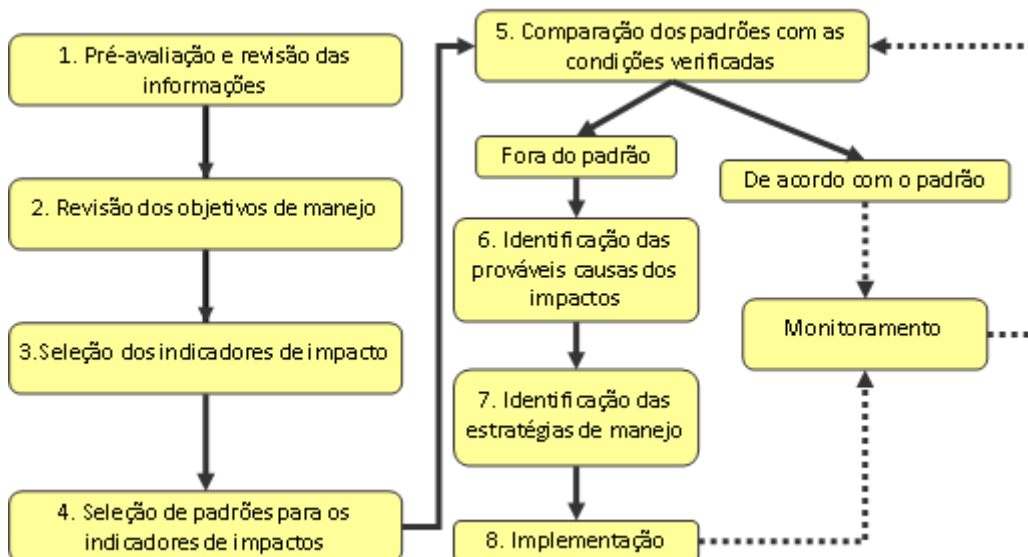 1. Pré-avaliação e revisão das
informações
2. Revisão dos objetivos de manejo
3.Seleção dos indicadores de impacto
4. Seleção de padrões para os
indicadores de impactos
5. Comparação dos padrões com as
condições verificadas
Fora do padrão
De acordo com o padrão
6. Identificação das
prováveis causas dos
impactos
Monitoramento
7. Identificação das
estratégias de manejo
8. Implementação